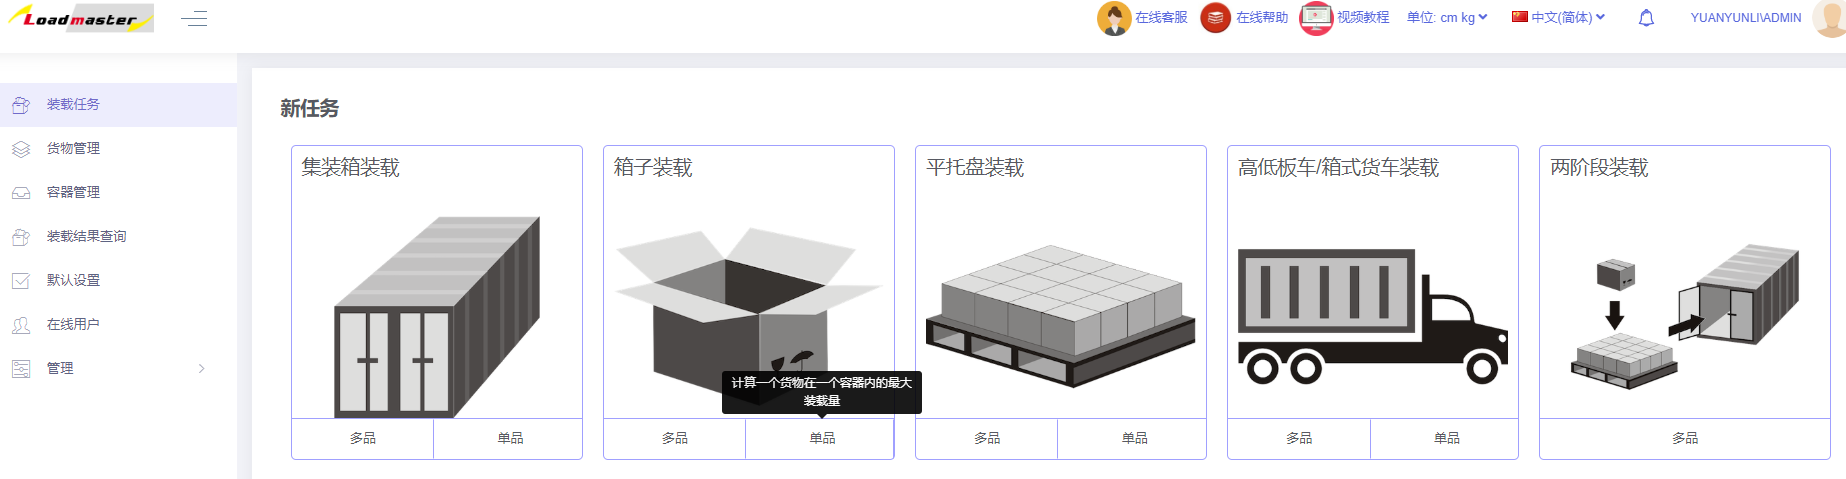 Loadmaster
在线客服
在线帮助
视频教程
单位: cm kg
中文(简体)
YUANYUNLI\ADMIN
装载任务
货物管理
容器管理
装载结果查询
默认设置
在线用户
管理
新任务
集装箱装载
多品
单品
箱子装载
计算一个货物在一个容器内的最大
装载量
多品
单品
平托盘装载
多品
单品
高低板车/箱式货车装载
多品
单品
两阶段装载
多品